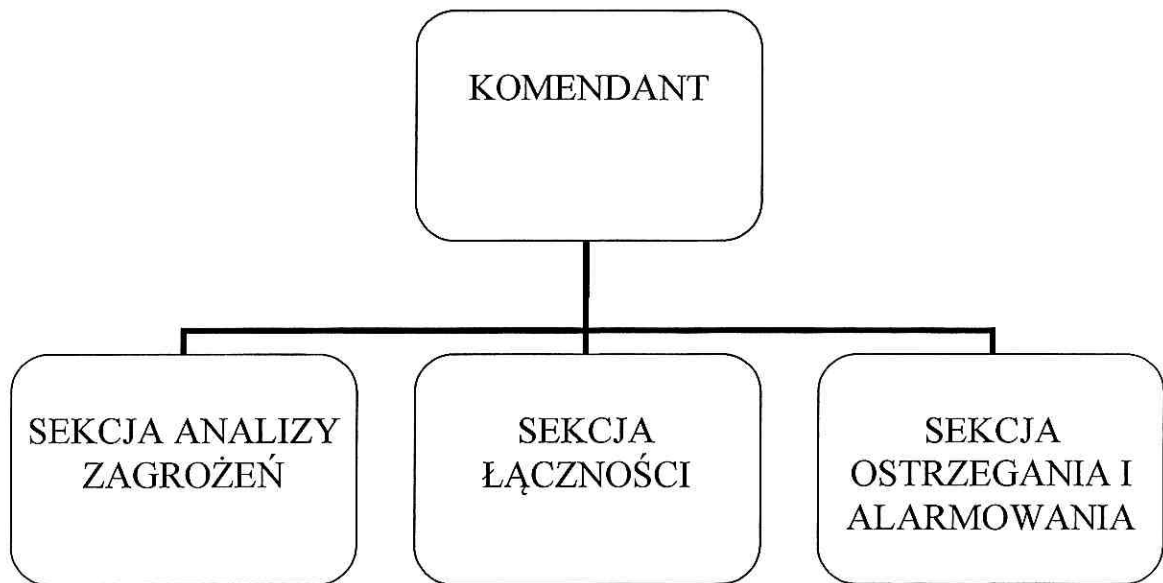 KOMENDANT
SEKCJA ANALIZY
ZAGROŻEŃ
SEKCJA
ŁĄCZNOŚCI
SEKCJA
OSTRZEGANIA I
ALARMOWANIA